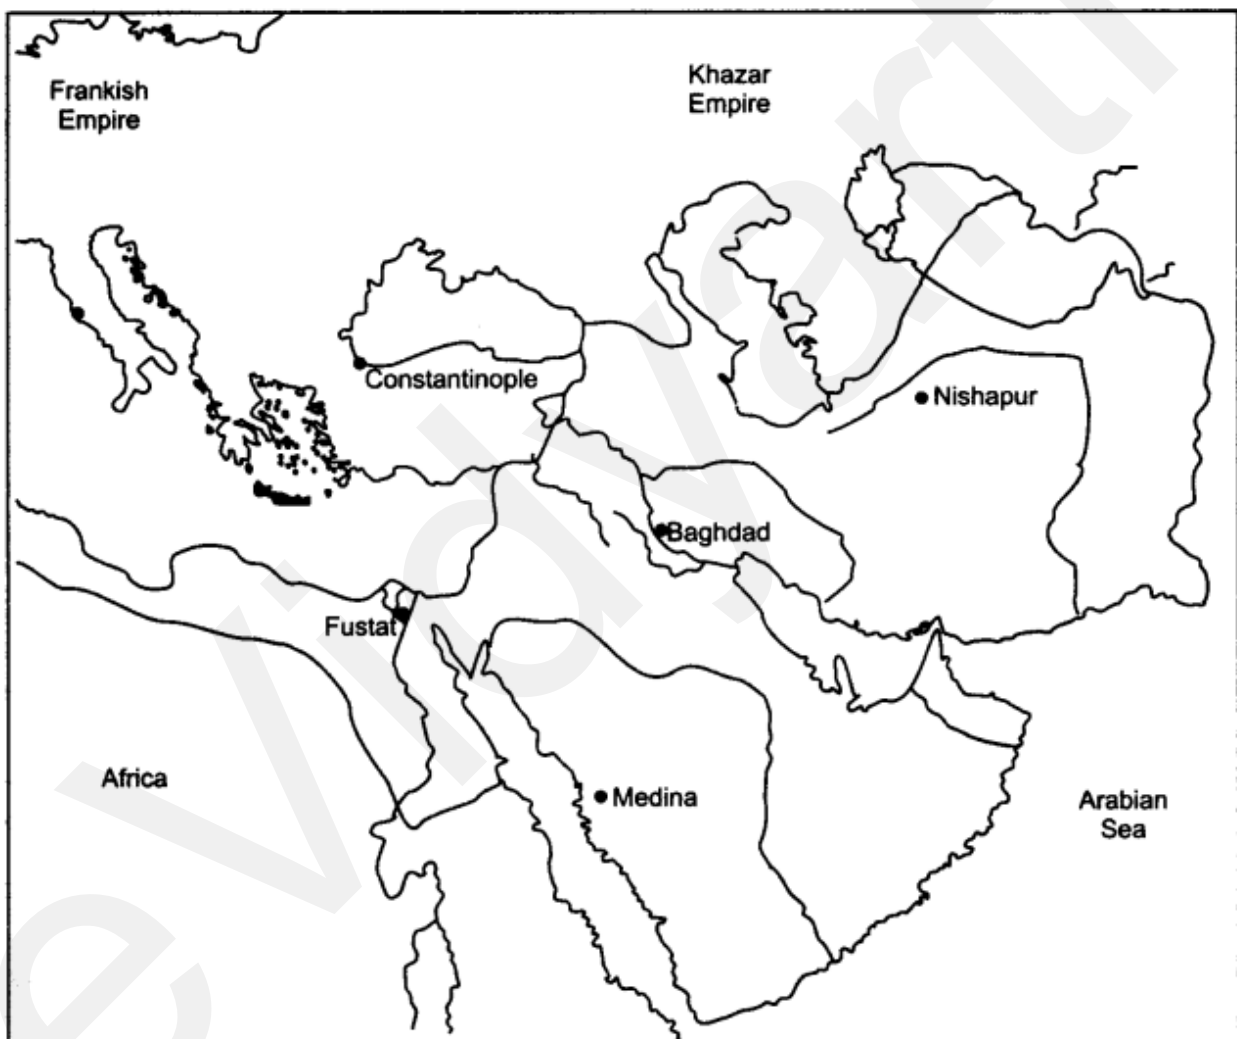 Frankish
Empire
Khazar
Empire
Constantinople
Nishapur
Baghdad
Fustat
Africa
Medina
Arabian
Sea